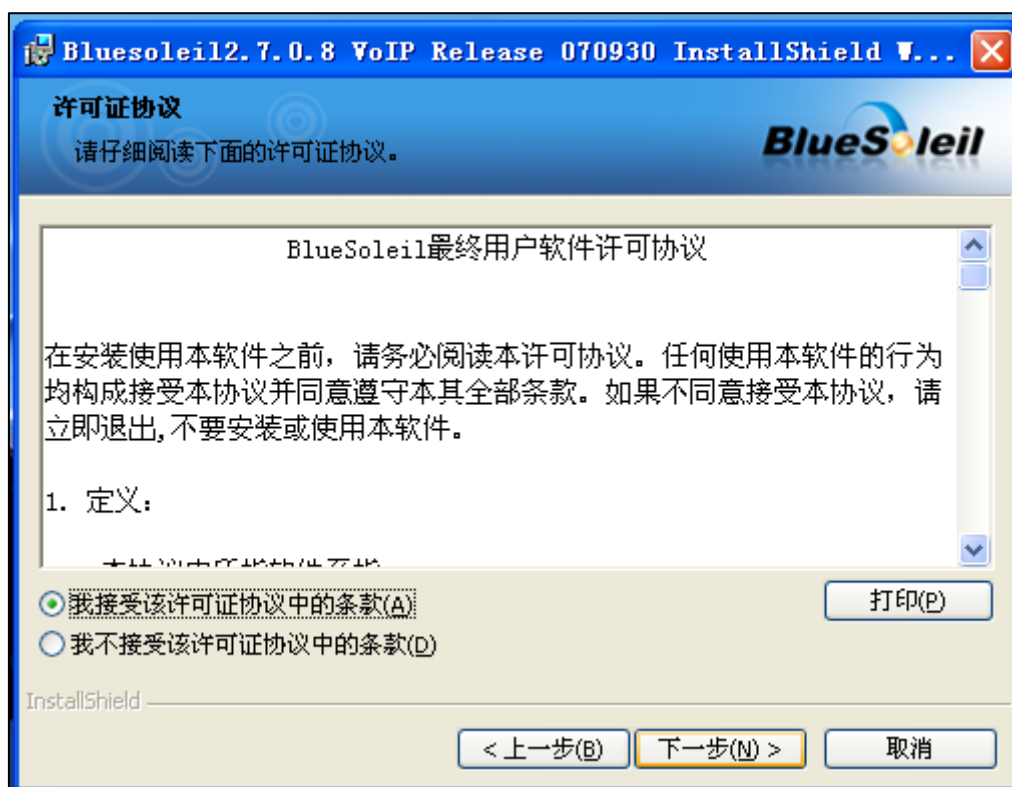 Bluesoleil2.7.0.8 VoIP Release 070930 InstallShield W...
许可证协议
请仔细阅读下面的许可证协议。
BlueSoleil
BlueSoleil最终用户软件许可协议
在安装使用本软件之前，请务必阅读本许可协议。任何使用本软件的行为
均构成接受本协议并同意遵守本其全部条款。如果不同意接受本协议，请
立即退出,不要安装或使用本软件。
1. 定义：
我接受该许可证协议中的条款(A)
打印(P)
我不接受该许可证协议中的条款(D)
InstallShield
< 上一步(B)
下一步(N) >
取消